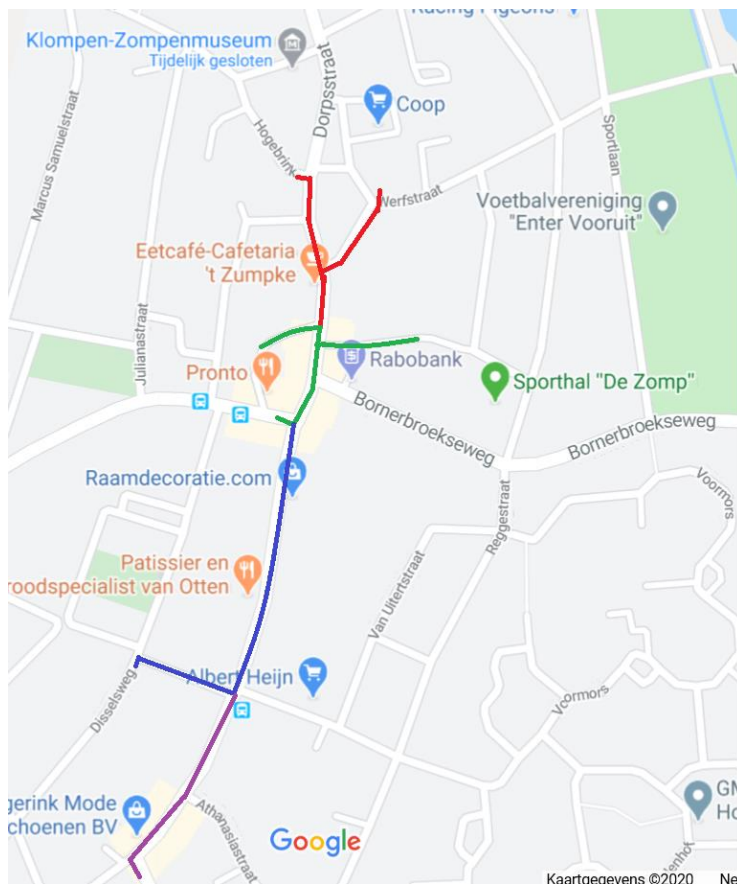 Racing Pigeons
Klompen-Zompenmuseum
Tijdelijk gesloten
Dorpsstraat
Coop
Hogebrink
Marcus Samuelstraat
Sportlaan
Werfstraat
Voetbalvereniging
"Enter Vooruit"
Eetcafé-Cafetaria
't Zumpke
Julianastraat
Rabobank
Pronto
Sporthal "De Zomp"
Bornerbroekseweg
Bornerbroekseweg
Raamdecoratie.com
Voormors
Reggestraat
Patissier en
roodspecialist van Otten
Van Uitertstraat
Albert Heijn
Disselsweg
Voormors
gerink Mode
choenen BV
Athanasiastraat
GM
Ho
Google
denhof
Kaartgegevens ©2020
Ne